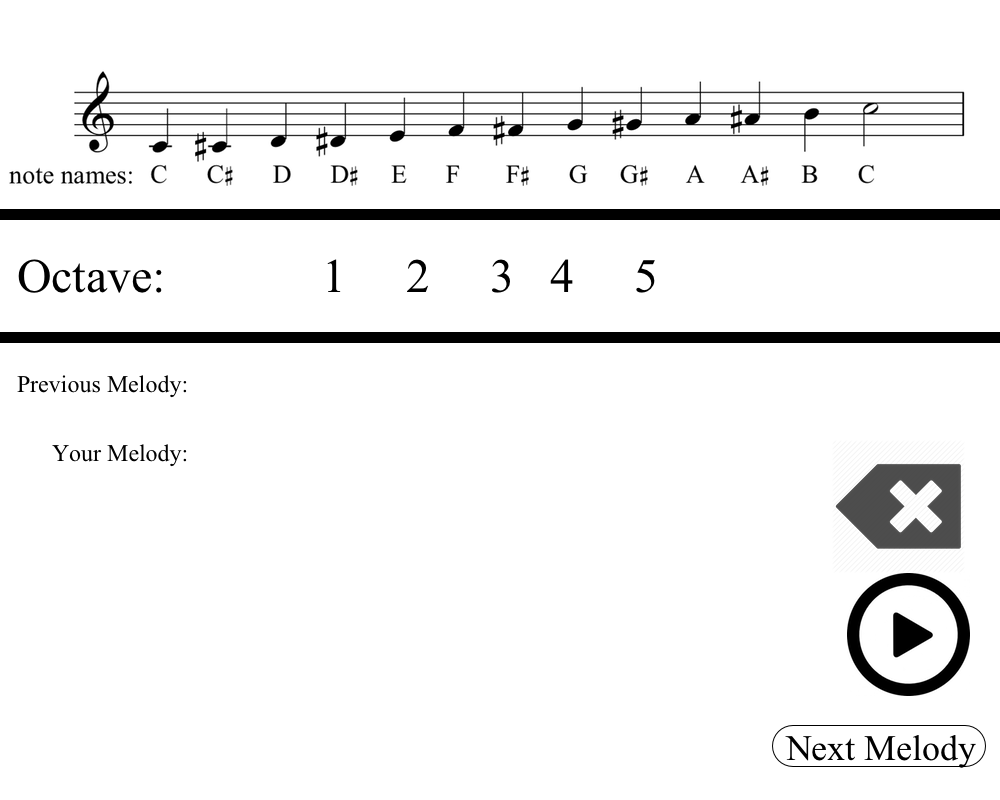 note names: C C♯ D D♯ E F F♯ G G♯ A A♯ B C
Octave: 1 2 3 4 5
Previous Melody:
Your Melody:
Next Melody